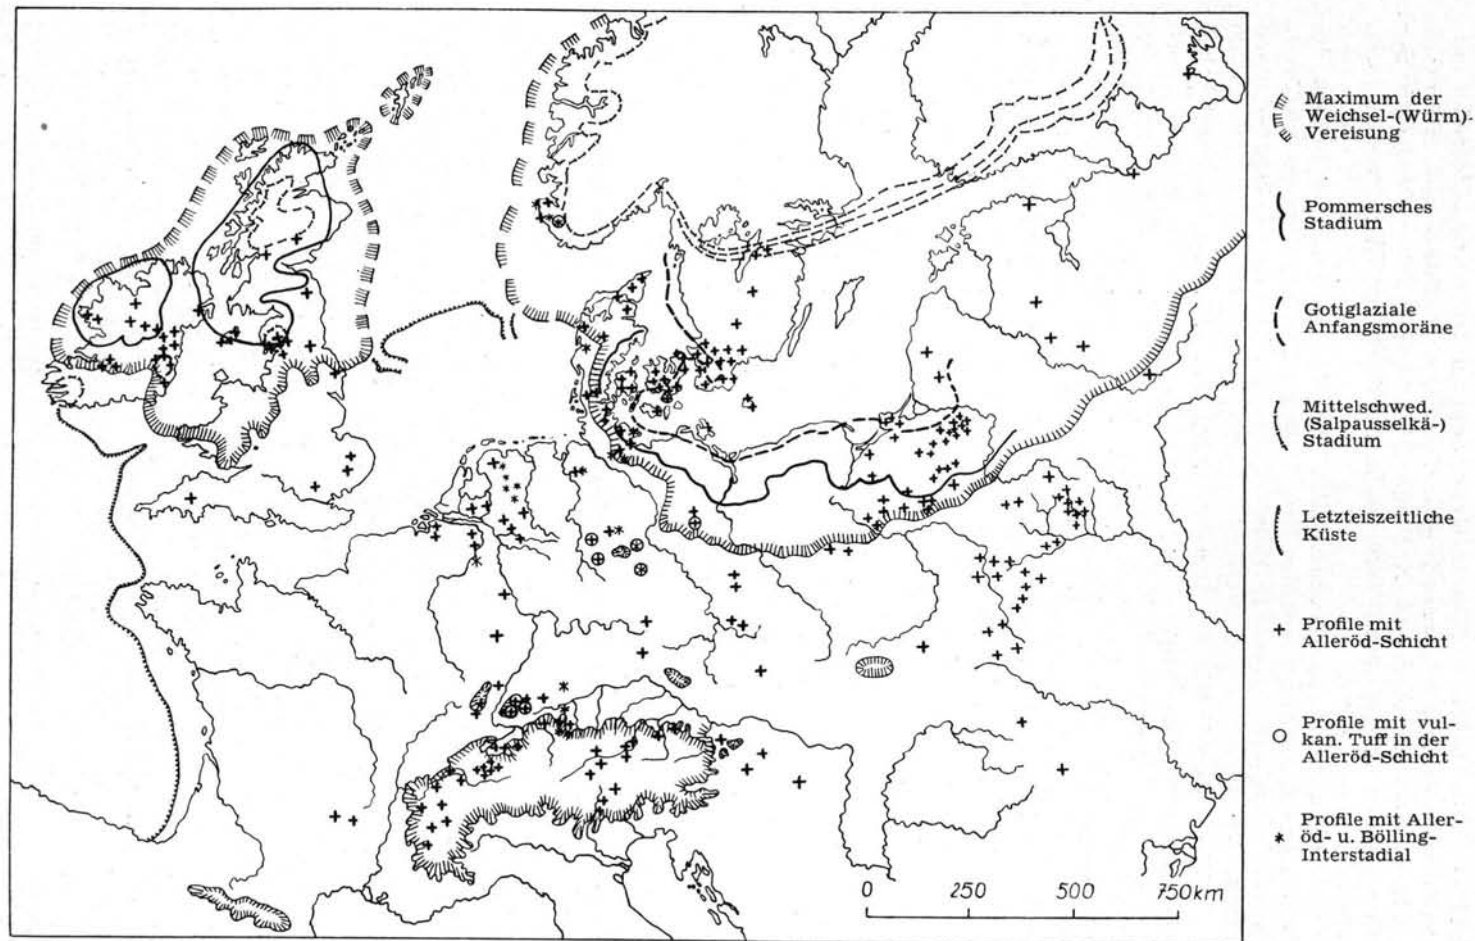 Maximum der
Weichsel-(Würm)-
Vereisung
Pommersches
Stadium
Gotiglaziale
Anfangsmoräne
Mittelschwed.
(Salpausselkä-)
Stadium
Letzteiszeitliche
Küste
Profile mit
Alleröd-Schicht
Profile mit vul-
kan. Tuff in der
Alleröd-Schicht
Profile mit Aller-
öd- u. Bölling-
Interstadial
0 250 500 750km